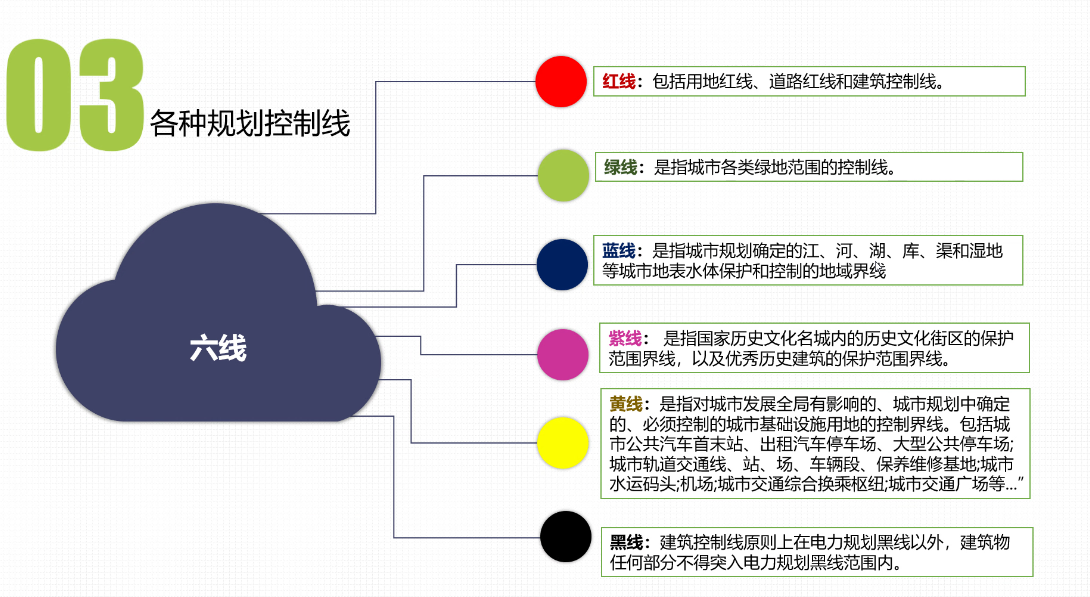 03
各种规划控制线
六线
红线：包括用地红线、道路红线和建筑控制线。
绿线：是指城市各类绿地范围的控制线。
蓝线：是指城市规划确定的江、河、湖、库、渠和湿地
等城市地表水体保护和控制的地域界线
紫线： 是指国家历史文化名城内的历史文化街区的保护
范围界线，以及优秀历史建筑的保护范围界线。
黄线：是指对城市发展全局有影响的、城市规划中确定
的、必须控制的城市基础设施用地的控制界线。包括城
市公共汽车首末站、出租汽车停车场、大型公共停车场;
城市轨道交通线、站、场、车辆段、保养维修基地;城市
水运码头;机场;城市交通综合换乘枢纽;城市交通广场等...”
黑线：建筑控制线原则上在电力规划黑线以外，建筑物
任何部分不得突入电力规划黑线范围内。